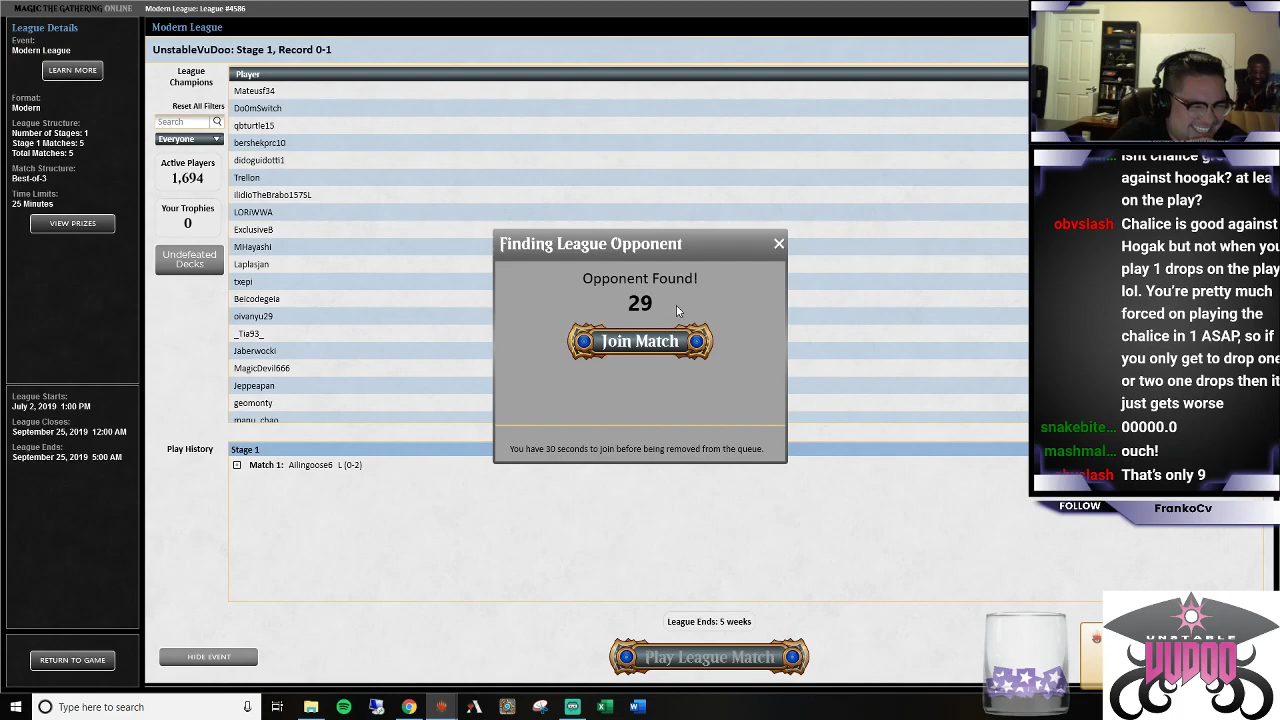 MAGIC THE GATHERING ONLINE
Modern League: League #4586
League Details
Event:
Modern League
LEARN MORE
Format:
Modern
League Structure:
Number of Stages: 1
Stage 1 Matches: 5
Total Matches: 5
Match Structure:
Best-of-3
Time Limits:
25 Minutes
VIEW PRIZES
League Starts:
July 2, 2019 1:00 PM
League Closes:
September 25, 2019 12:00 AM
League Ends:
September 25, 2019 5:00 AM
RETURN TO GAME
Modern League
UnstableVuDoo: Stage 1, Record 0-1
League
Champions
Reset All Filters
Search
Everyone
Active Players
1,694
Your Trophies
0
Undefeated
Decks
Player
Mateusf34
Do0mSwitch
qbturtle15
bershekprc10
didoguidotti1
Trellon
ilidioTheBrabo157SL
LORiWWA
ExclusiveB
MHayashi
Laplasjan
txepi
Beicodegeia
oivanyu29
_Tia93_
Jaberwocki
MagicDevil666
Jeppeapan
geomonty
manu_chao
Play History
Stage 1
Match 1: Ailingoose6 L (0-2)
Finding League Opponent
Opponent Found!
29
Join Match
You have 30 seconds to join before being removed from the queue.
League Ends: 5 weeks
HIDE EVENT
Play League Match
Isnt chalice
against hoogak? at lea
on the play?
obvslash Chalice is good against
Hogak but not when you
play 1 drops on the play
lol. You're pretty much
forced on playing the
chalice in 1 ASAP, so if
you only get to drop one
or two one drops then it
just gets worse
snakebite... 00000.0
mashmal... ouch!
obvslash That's only 9
FOLLOW FrankoCv
UNSTABLE
VUDOO
Type here to search